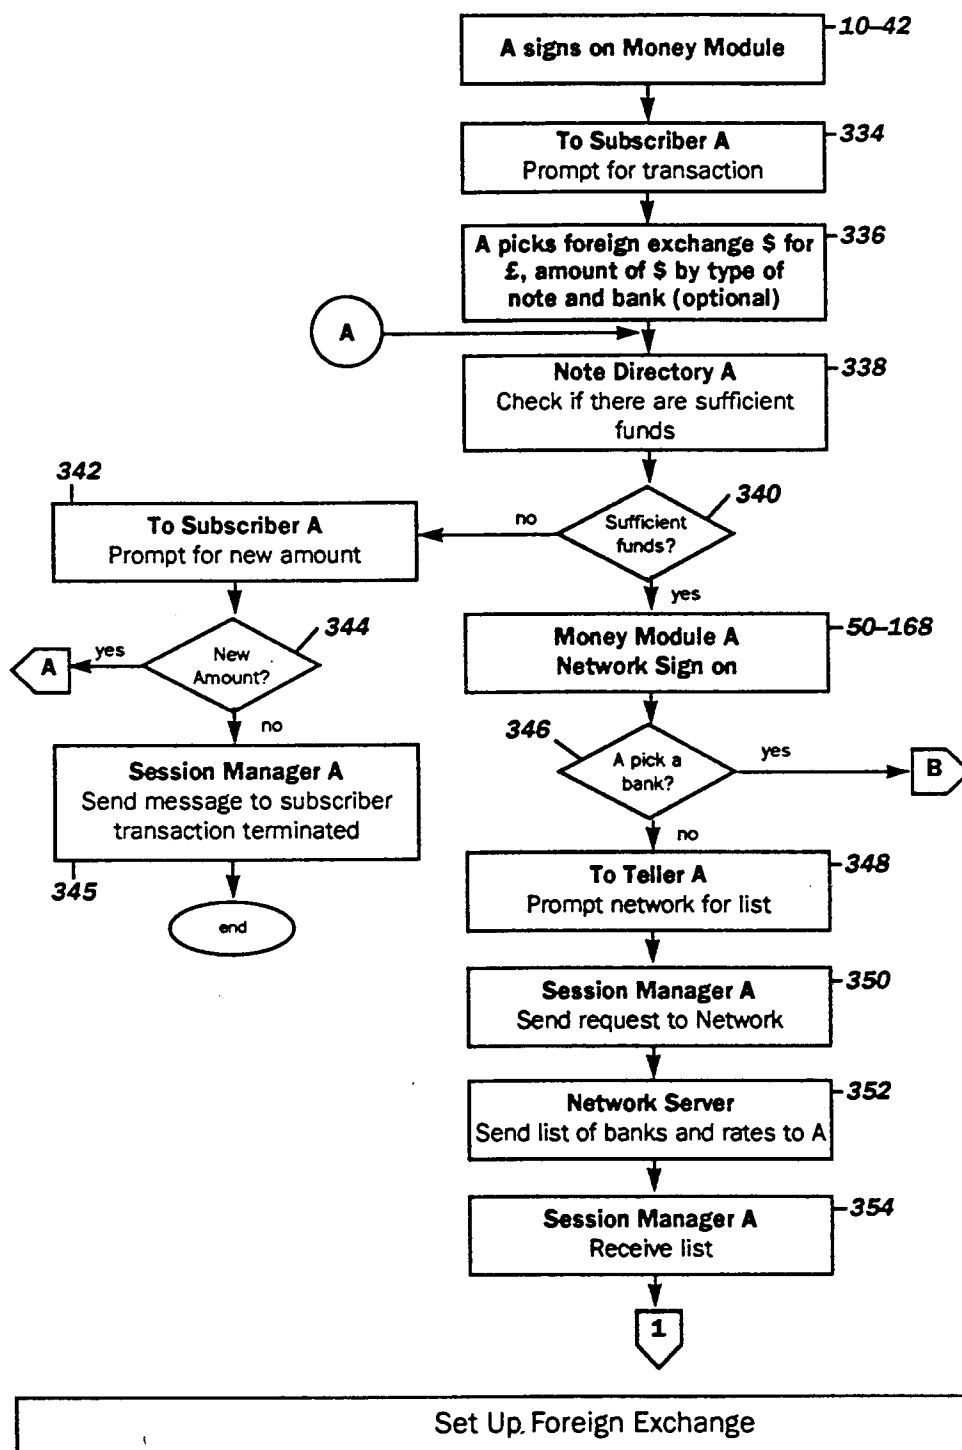 10–42
A signs on Money Module
334
To Subscriber A
Prompt for transaction
336
A picks foreign exchange $ for
£, amount of $ by type of
note and bank (optional)
A
338
Note Directory A
Check if there are sufficient
funds
342
340
To Subscriber A
Prompt for new amount
no
Sufficient
funds?
yes
344
50–168
A
yes
New
Amount?
Money Module A
Network Sign on
no
346
A pick a
bank?
yes
B
Session Manager A
Send message to subscriber
transaction terminated
345
no
348
To Teller A
Prompt network for list
end
350
Session Manager A
Send request to Network
352
Network Server
Send list of banks and rates to A
354
Session Manager A
Receive list
1
Set Up Foreign Exchange